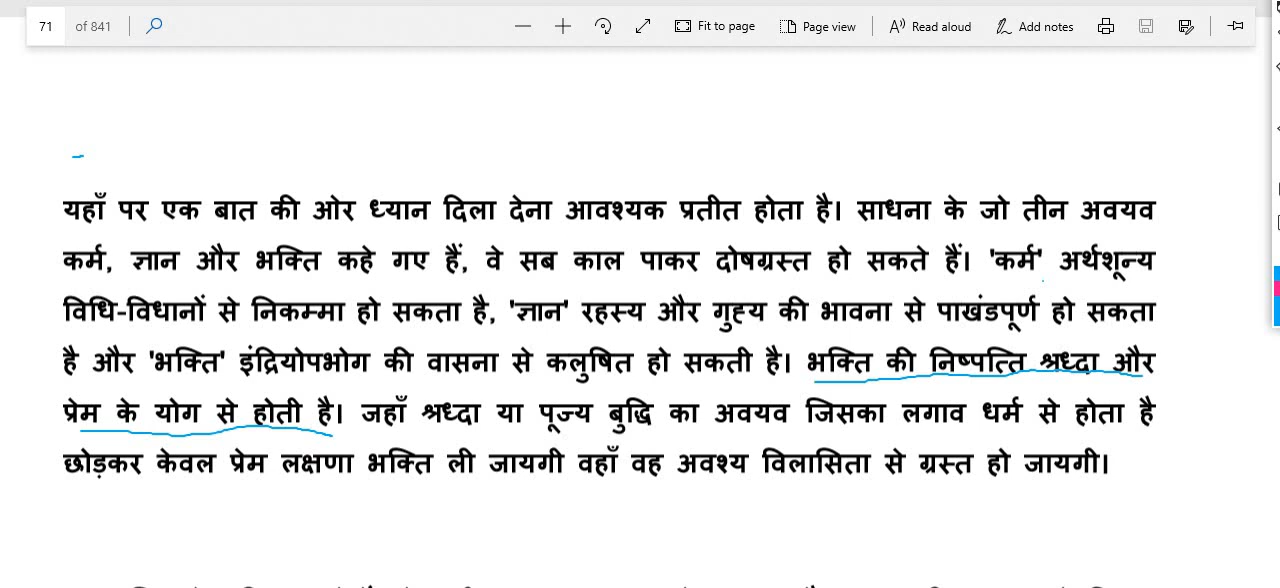 71 of 841 Fit to page Page view Read aloud Add notes
यहाँ पर एक बात की ओर ध्यान दिला देना आवश्यक प्रतीत होता है। साधना के जो तीन अवयव
कर्म, ज्ञान और भक्ति कहे गए हैं, वे सब काल पाकर दोषग्रस्त हो सकते हैं। 'कर्म' अर्थशून्य
विधि-विधानों से निकम्मा हो सकता है, 'ज्ञान' रहस्य और गुह्य की भावना से पाखंडपूर्ण हो सकता
है और 'भक्ति' इंद्रियोपभोग की वासना से कलुषित हो सकती है। भक्ति की निष्पत्ति श्रध्दा और
प्रेम के योग से होती है। जहाँ श्रध्दा या पूज्य बुद्धि का अवयव जिसका लगाव धर्म से होता है
छोड़कर केवल प्रेम लक्षणा भक्ति ली जायगी वहाँ वह अवश्य विलासिता से ग्रस्त हो जायगी।